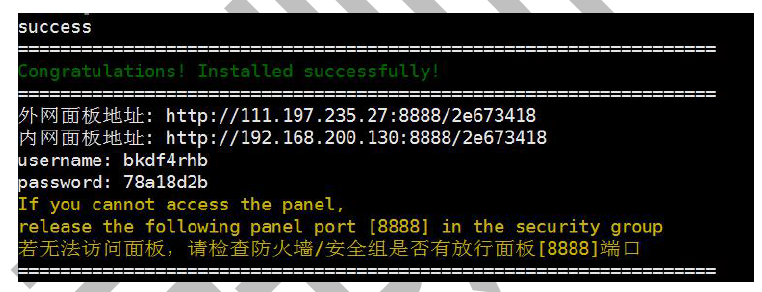 success
==================================================================
Congratulations! Installed successfully!
==================================================================
外网面板地址: http://111.197.235.27:8888/2e673418
内网面板地址: http://192.168.200.130:8888/2e673418
username: bkdf4rhb
password: 78a18d2b
If you cannot access the panel,
release the following panel port [8888] in the security group
若无法访问面板，请检查防火墙/安全组是否有放行面板[8888]端口
==================================================================